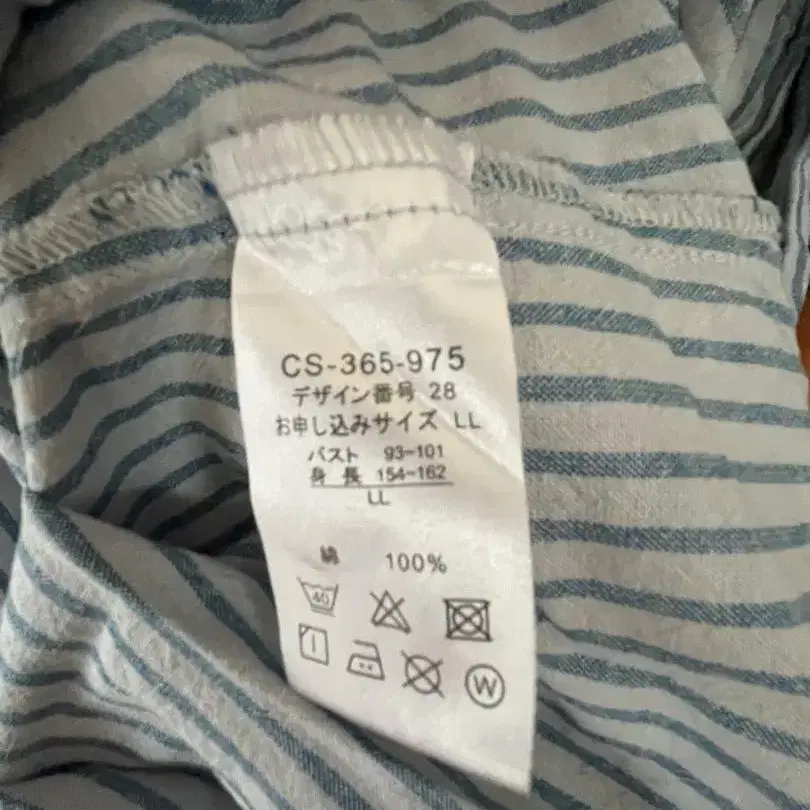 CS-365-975
デザイン番号 28
お申し込みサイズ LL
バスト 93-101
身長 154-162
LL
綿 100%
40
W